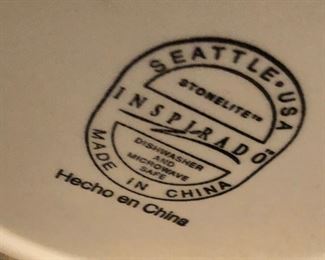 SEATTLE • USA
STONELITE™
INSPIRADO
DISHWASHER
AND
MICROWAVE
SAFE
MADE IN CHINA
Hecho en China